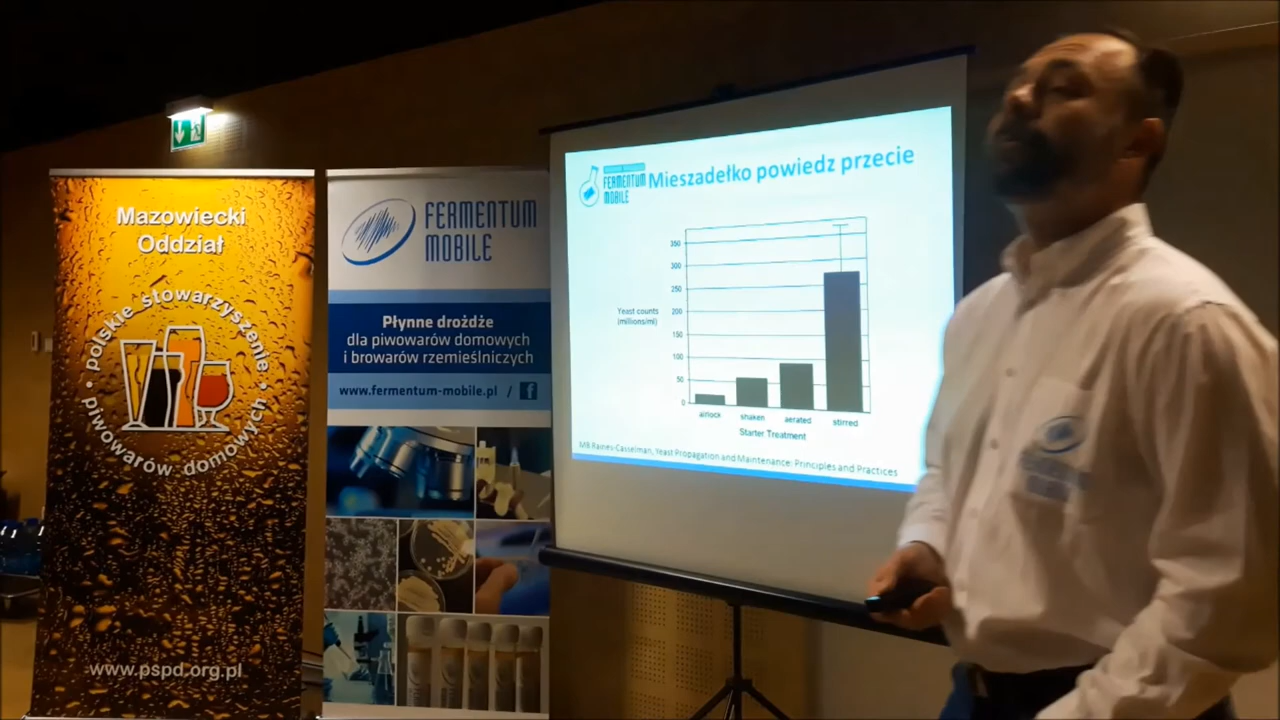 Mazowiecki
Oddział
polskie stowarzyszenie
piwowarów domowych
www.pspd.org.pl
FERMENTUM
MOBILE
Płynne drożdże
dla piwowarów domowych
i browarów rzemieślniczych
www.fermentum-mobile.pl / f
FERMENTUM
MOBILE
Mieszadełko powiedz przecie
350
300
250
200
150
100
50
0
Yeast counts
(millions/ml)
airlock shaken aerated stirred
Starter Treatment
MB Raines-Casselman, Yeast Propagation and Maintenance: Principles and Practices